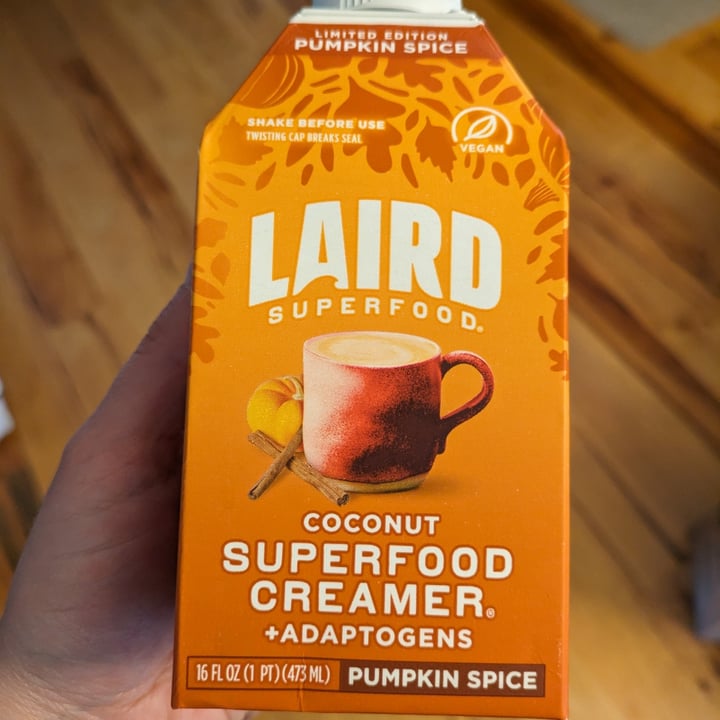 LIMITED EDITION
PUMPKIN SPICE
SHAKE BEFORE USE
TWISTING CAP BREAKS SEAL
VEGAN
LAIRD
SUPERFOOD®
COCONUT
SUPERFOOD
CREAMER®
+ADAPTOGENS
16 FL OZ (1 PT) (473 ML) PUMPKIN SPICE